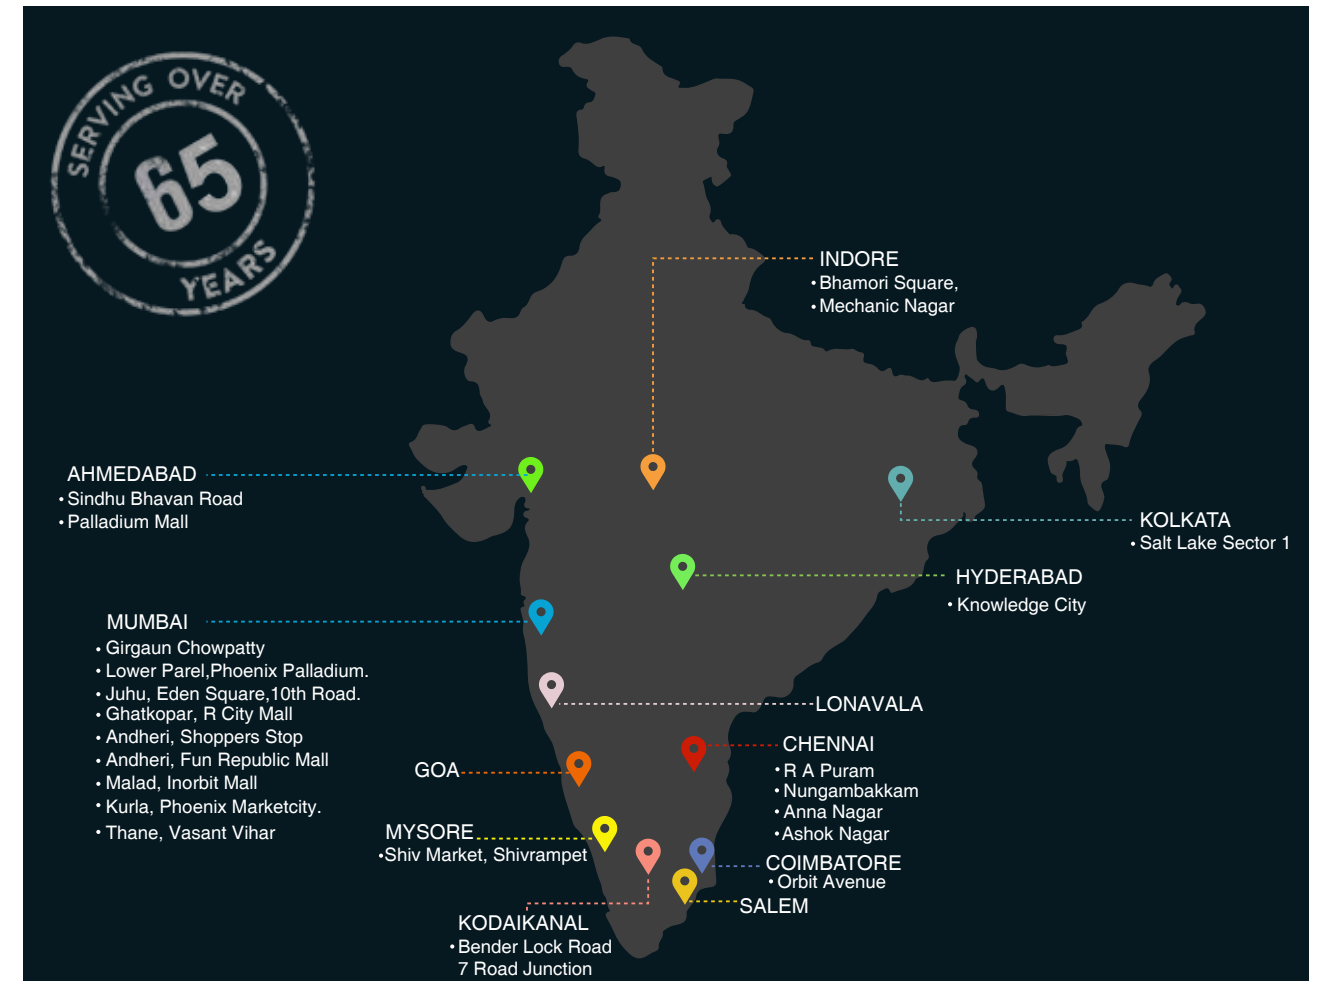 SERVING OVER
65
YEARS
INDORE
• Bhamori Square,
• Mechanic Nagar
AHMEDABAD
• Sindhu Bhavan Road
• Palladium Mall
KOLKATA
• Salt Lake Sector 1
HYDERABAD
• Knowledge City
MUMBAI
• Girgaun Chowpatty
• Lower Parel,Phoenix Palladium.
• Juhu, Eden Square,10th Road.
• Ghatkopar, R City Mall
• Andheri, Shoppers Stop
• Andheri, Fun Republic Mall
• Malad, Inorbit Mall
• Kurla, Phoenix Marketcity.
• Thane, Vasant Vihar
LONAVALA
CHENNAI
• R A Puram
• Nungambakkam
• Anna Nagar
• Ashok Nagar
GOA
MYSORE
•Shiv Market, Shivrampet
COIMBATORE
• Orbit Avenue
SALEM
KODAIKANAL
• Bender Lock Road
7 Road Junction